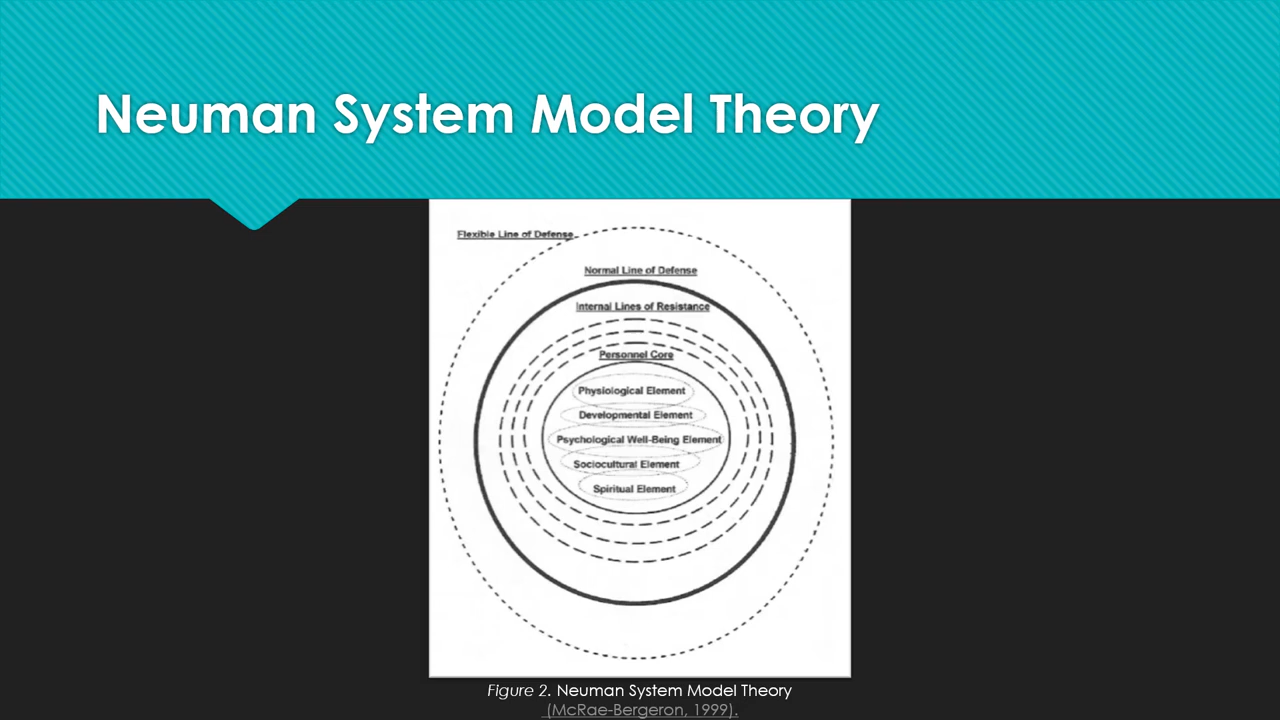 Neuman System Model Theory
Flexible Line of Defense
Normal Line of Defense
Internal Lines of Resistance
Personnel Core
Physiological Element
Developmental Element
Psychological Well-Being Element
Sociocultural Element
Spiritual Element
Figure 2. Neuman System Model Theory
(McRae-Bergeron, 1999).